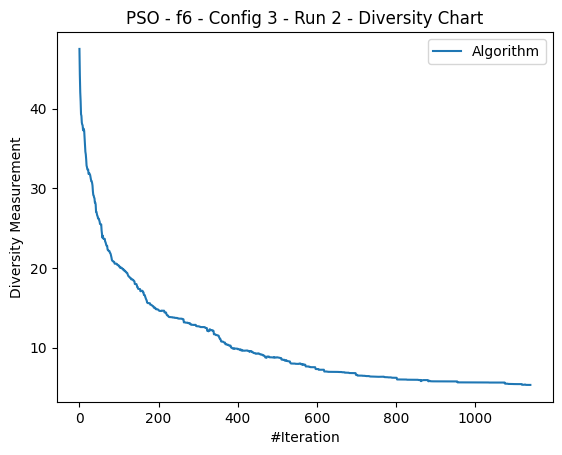 PSO - f6 - Config 3 - Run 2 - Diversity Chart
Algorithm
Diversity Measurement
40
30
20
10
0 200 400 600 800 1000
#Iteration